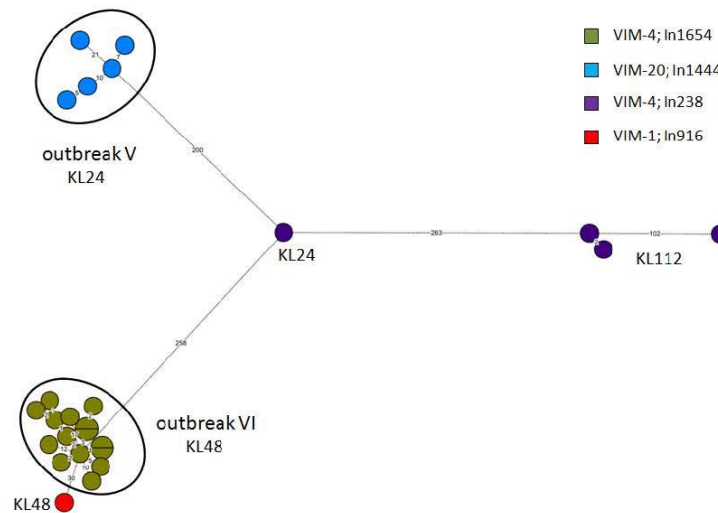 VIM-4; In1654
VIM-20; In1444
VIM-4; In238
VIM-1; In916
21
7
10
5
outbreak V
KL24
200
263
102
KL24
KL112
258
outbreak VI
KL48
12
10
30
KL48